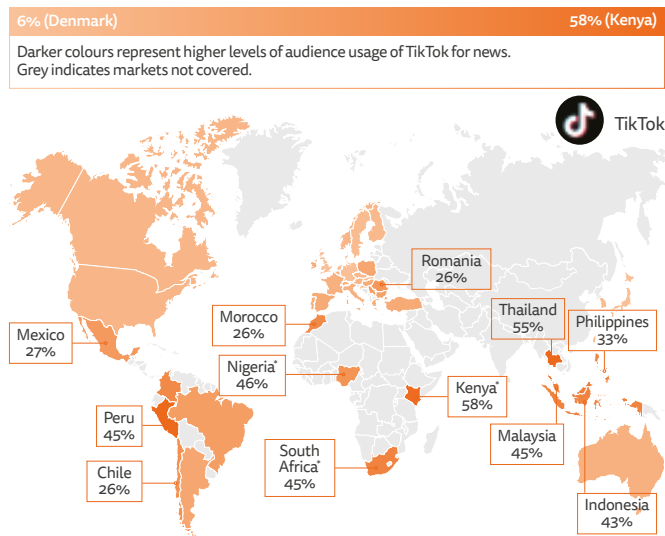 6% (Denmark)
58% (Kenya)
Darker colours represent higher levels of audience usage of TikTok for news.
Grey indicates markets not covered.
TikTok
Romania
26%
Thailand
55%
Philippines
33%
Morocco
26%
Mexico
27%
Nigeria*
46%
Kenya*
58%
Peru
45%
Malaysia
45%
South
Africa*
45%
Chile
26%
Indonesia
43%